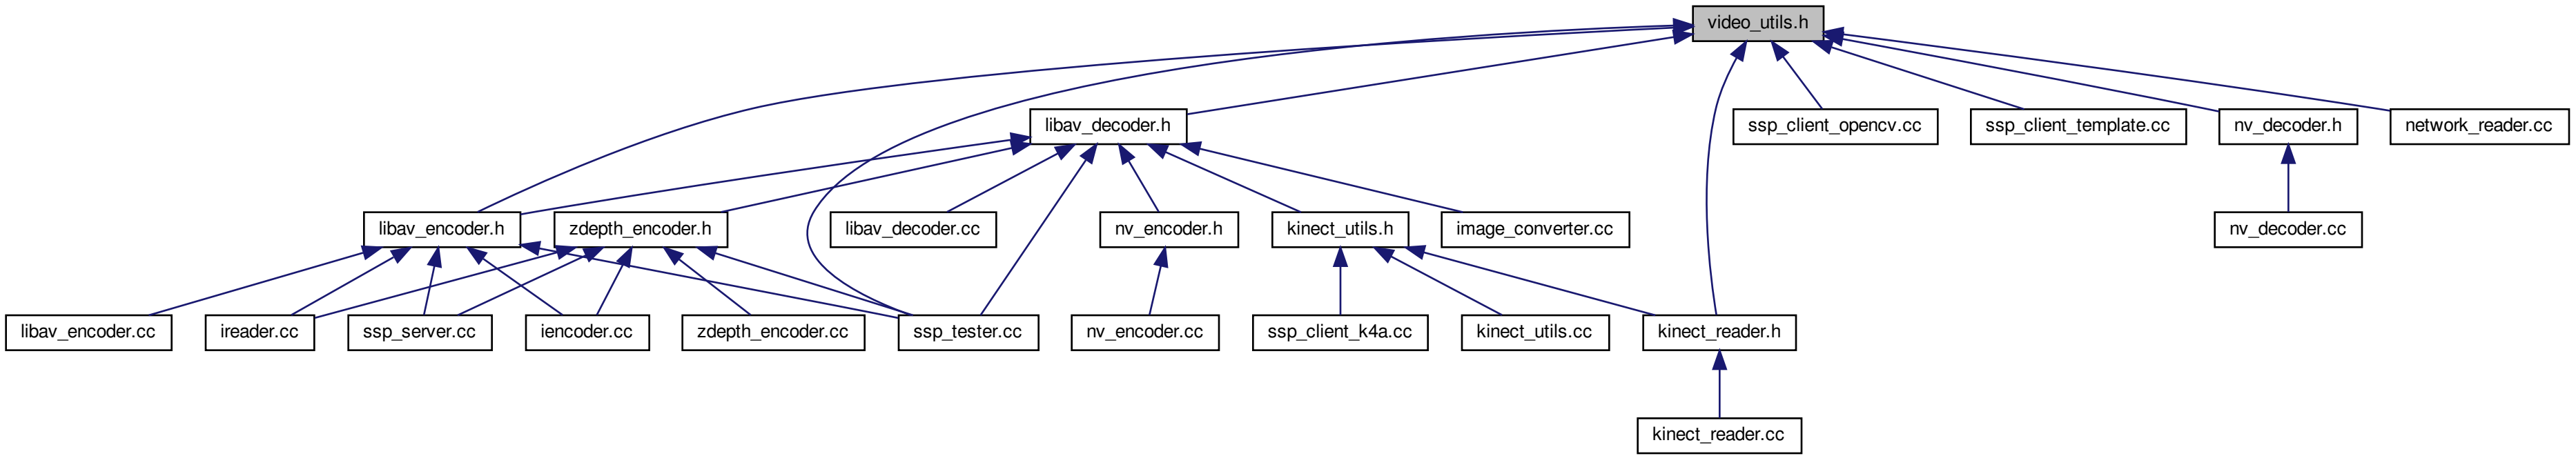 video_utils.h
libav_decoder.h
ssp_client_opencv.cc
ssp_client_template.cc
nv_decoder.h
network_reader.cc
libav_encoder.h
zdepth_encoder.h
libav_decoder.cc
nv_encoder.h
kinect_utils.h
image_converter.cc
nv_decoder.cc
libav_encoder.cc
ireader.cc
ssp_server.cc
iencoder.cc
zdepth_encoder.cc
ssp_tester.cc
nv_encoder.cc
ssp_client_k4a.cc
kinect_utils.cc
kinect_reader.h
kinect_reader.cc